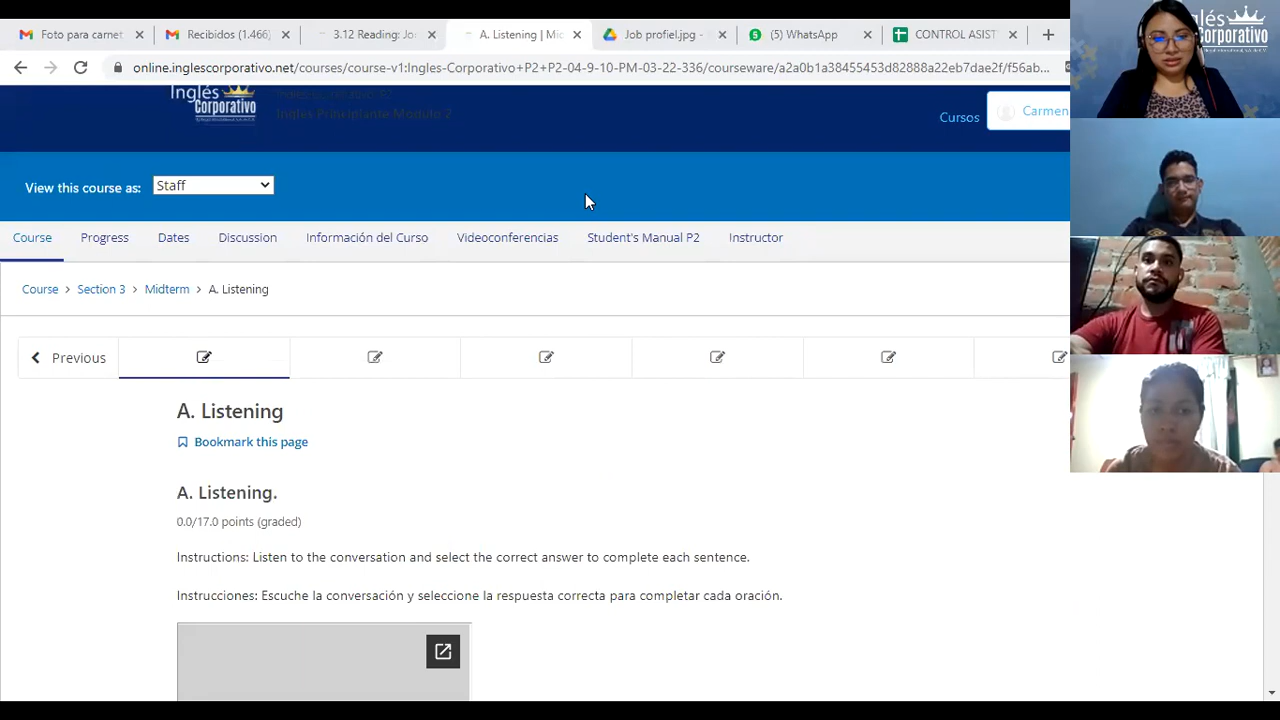 Foto para carnet
Recibidos (1.466)
3.12 Reading: Jo
A. Listening | Mi
Job profiel.jpg -
(5) WhatsApp
CONTROL ASIST
online.inglescorporativo.net/courses/course-v1:Ingles-Corporativo+P2+P2-04-9-10-PM-03-22-336/courseware/a2a0b1a38455453d82888a22eb7dae2f/f56ab...
Inglés
Corporativo
Inglés Principiante Módulo 2
Cursos
Carmen
View this course as:
Staff
Course
Progress
Dates
Discussion
Información del Curso
Videoconferencias
Student's Manual P2
Instructor
Course > Section 3 > Midterm > A. Listening
Previous
A. Listening
Bookmark this page
A. Listening.
0.0/17.0 points (graded)
Instructions: Listen to the conversation and select the correct answer to complete each sentence.
Instrucciones: Escuche la conversación y seleccione la respuesta correcta para completar cada oración.
glés
Corporativo